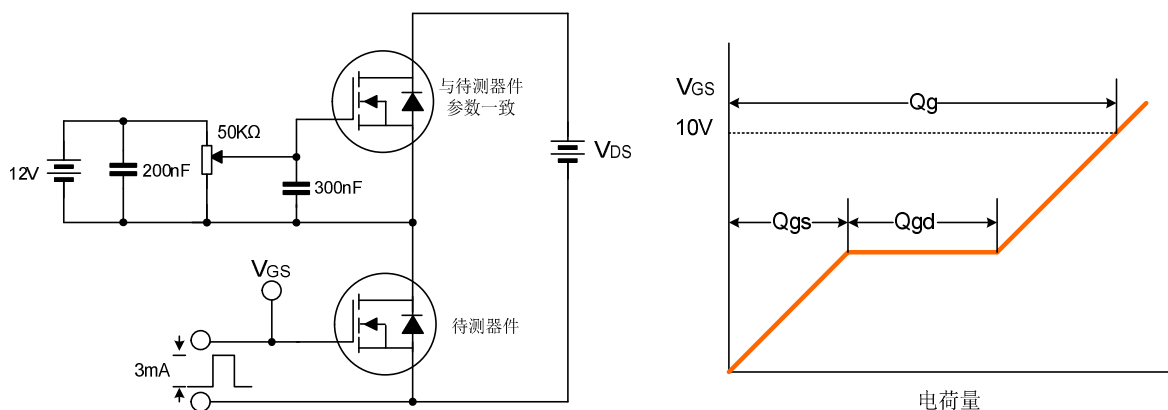 与待测器件
参数一致
50KΩ
12V
200nF
300nF
VDS
VGS
待测器件
3mA
VGS
10V
Qg
Qgs
Qgd
电荷量